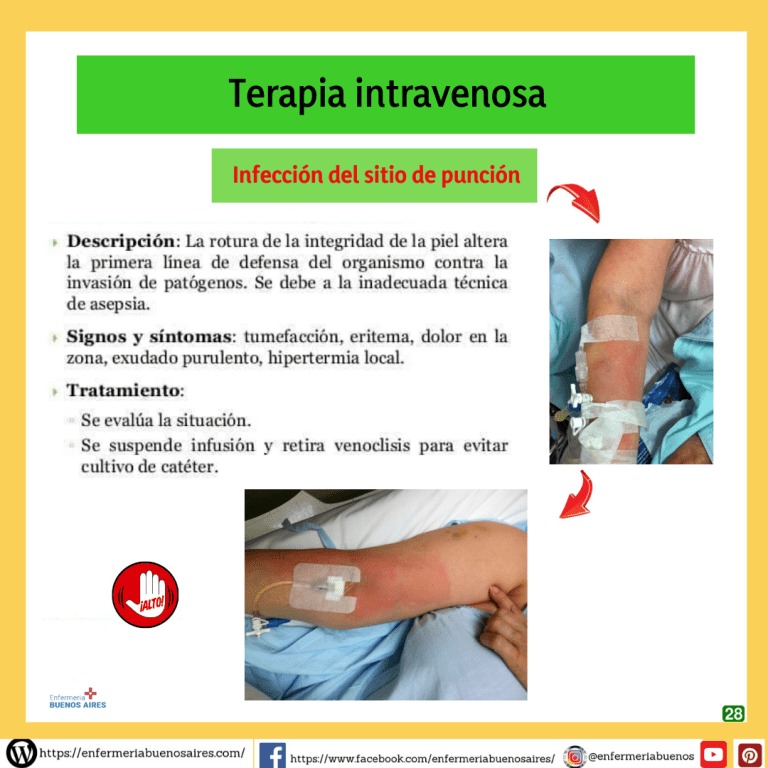 Terapia intravenosa
Infección del sitio de punción
Descripción: La rotura de la integridad de la piel altera
la primera línea de defensa del organismo contra la
invasión de patógenos. Se debe a la inadecuada técnica
de asepsia.
Signos y síntomas: tumefacción, eritema, dolor en la
zona, exudado purulento, hipertermia local.
Tratamiento:
Se evalúa la situación.
Se suspende infusión y retira venoclisis para evitar
cultivo de catéter.
¡ALTO!
Enfermeria
BUENOS AIRES
28
https://enfermeriabuenosaires.com/
https://www.facebook.com/enfermeriabuenosaires/
@enfermeriabuenos